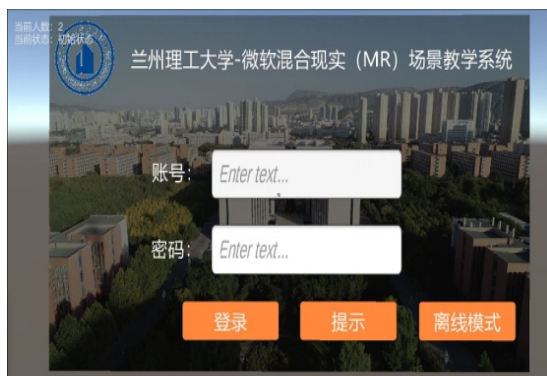 当前人数：2
当前状态：初始状态
兰州理工大学-微软混合现实（MR）场景教学系统
账号：
Enter text...
密码：
Enter text...
登录
提示
离线模式